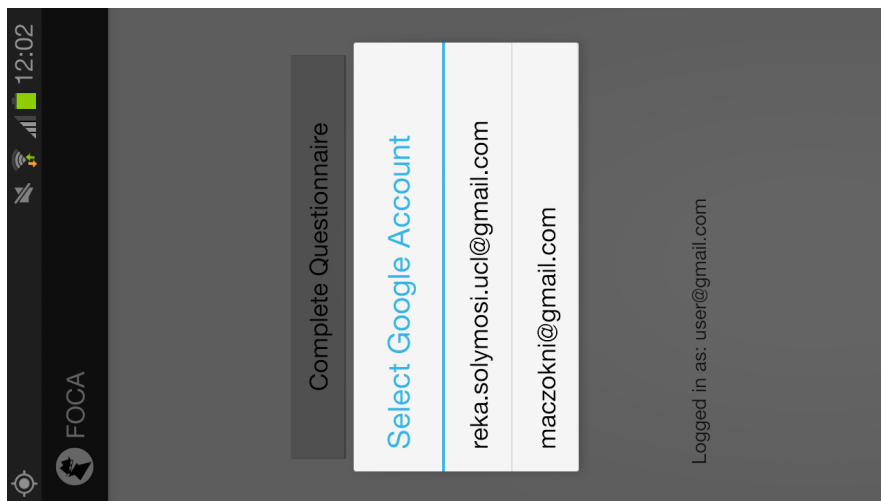 12:02
FOCA
Complete Questionnaire
Select Google Account
reka.solymosi.ucl@gmail.com
maczokni@gmail.com
Logged in as: user@gmail.com